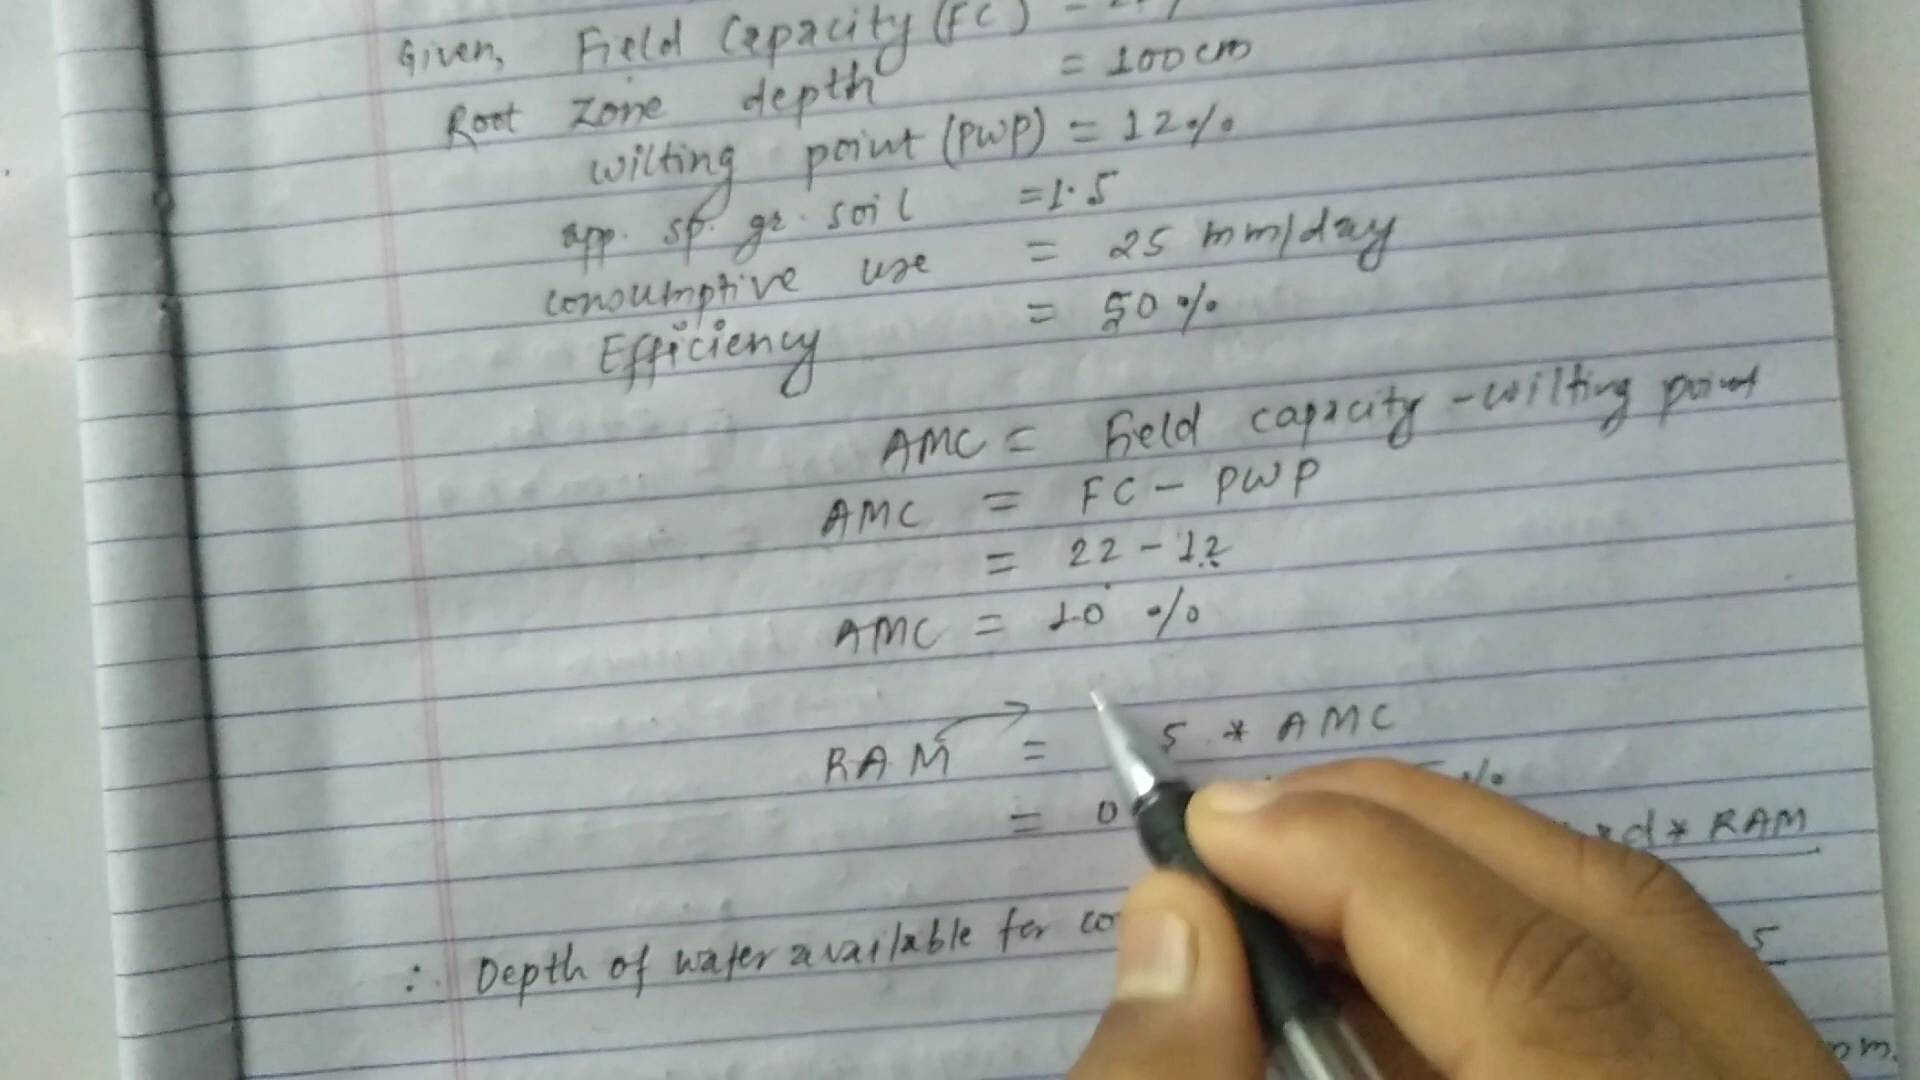 Given, Field Capacity (FC) =
Root zone depth = 100 cm
wilting point (PWP) = 12%
app. sp. gr. soil = 1.5
consumptive use = 25 mm/day
Efficiency = 50%
AMC = Field capacity - wilting point
AMC = FC - PWP
= 22 - 12
AMC = 10 %
RAM = 5 * AMC
= 0 %
d * RAM
∴ Depth of water available for
5
mm.